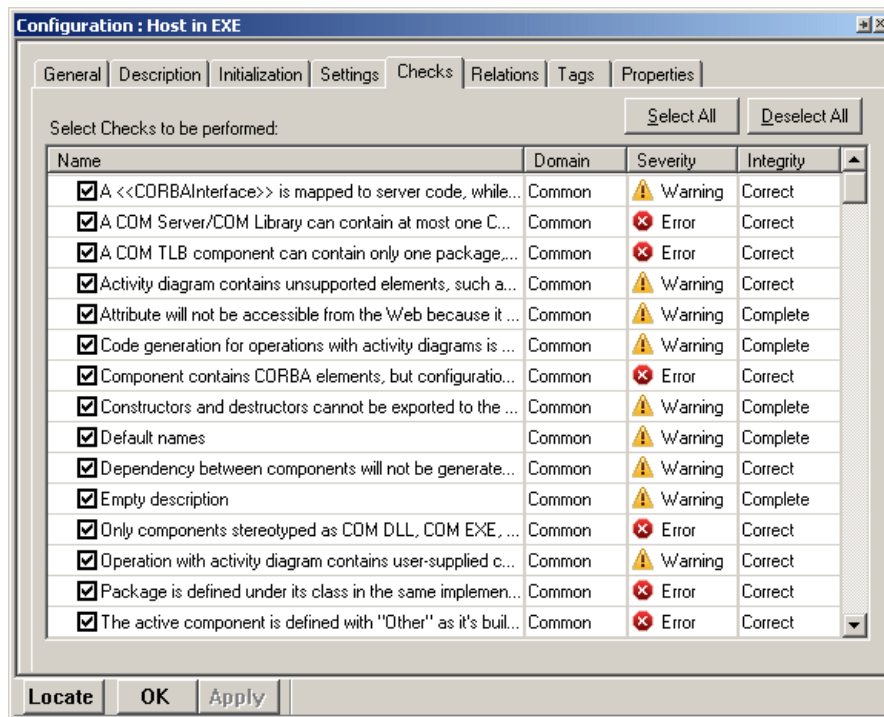 Configuration : Host in EXE
General Description Initialization Settings Checks Relations Tags Properties
Select Checks to be performed: Select All Deselect All
Name Domain Severity Integrity
A <<CORBAInterface>> is mapped to server code, while... Common Warning Correct
A COM Server/COM Library can contain at most one C... Common Error Correct
A COM TLB component can contain only one package,... Common Error Correct
Activity diagram contains unsupported elements, such a... Common Warning Correct
Attribute will not be accessible from the Web because it ... Common Warning Complete
Code generation for operations with activity diagrams is ... Common Warning Complete
Component contains CORBA elements, but configuratio... Common Error Correct
Constructors and destructors cannot be exported to the ... Common Warning Complete
Default names Common Warning Complete
Dependency between components will not be generate... Common Warning Correct
Empty description Common Warning Complete
Only components stereotyped as COM DLL, COM EXE, ... Common Error Correct
Operation with activity diagram contains user-supplied c... Common Warning Correct
Package is defined under its class in the same implemen... Common Error Correct
The active component is defined with "Other" as it's buil... Common Error Correct
Locate OK Apply